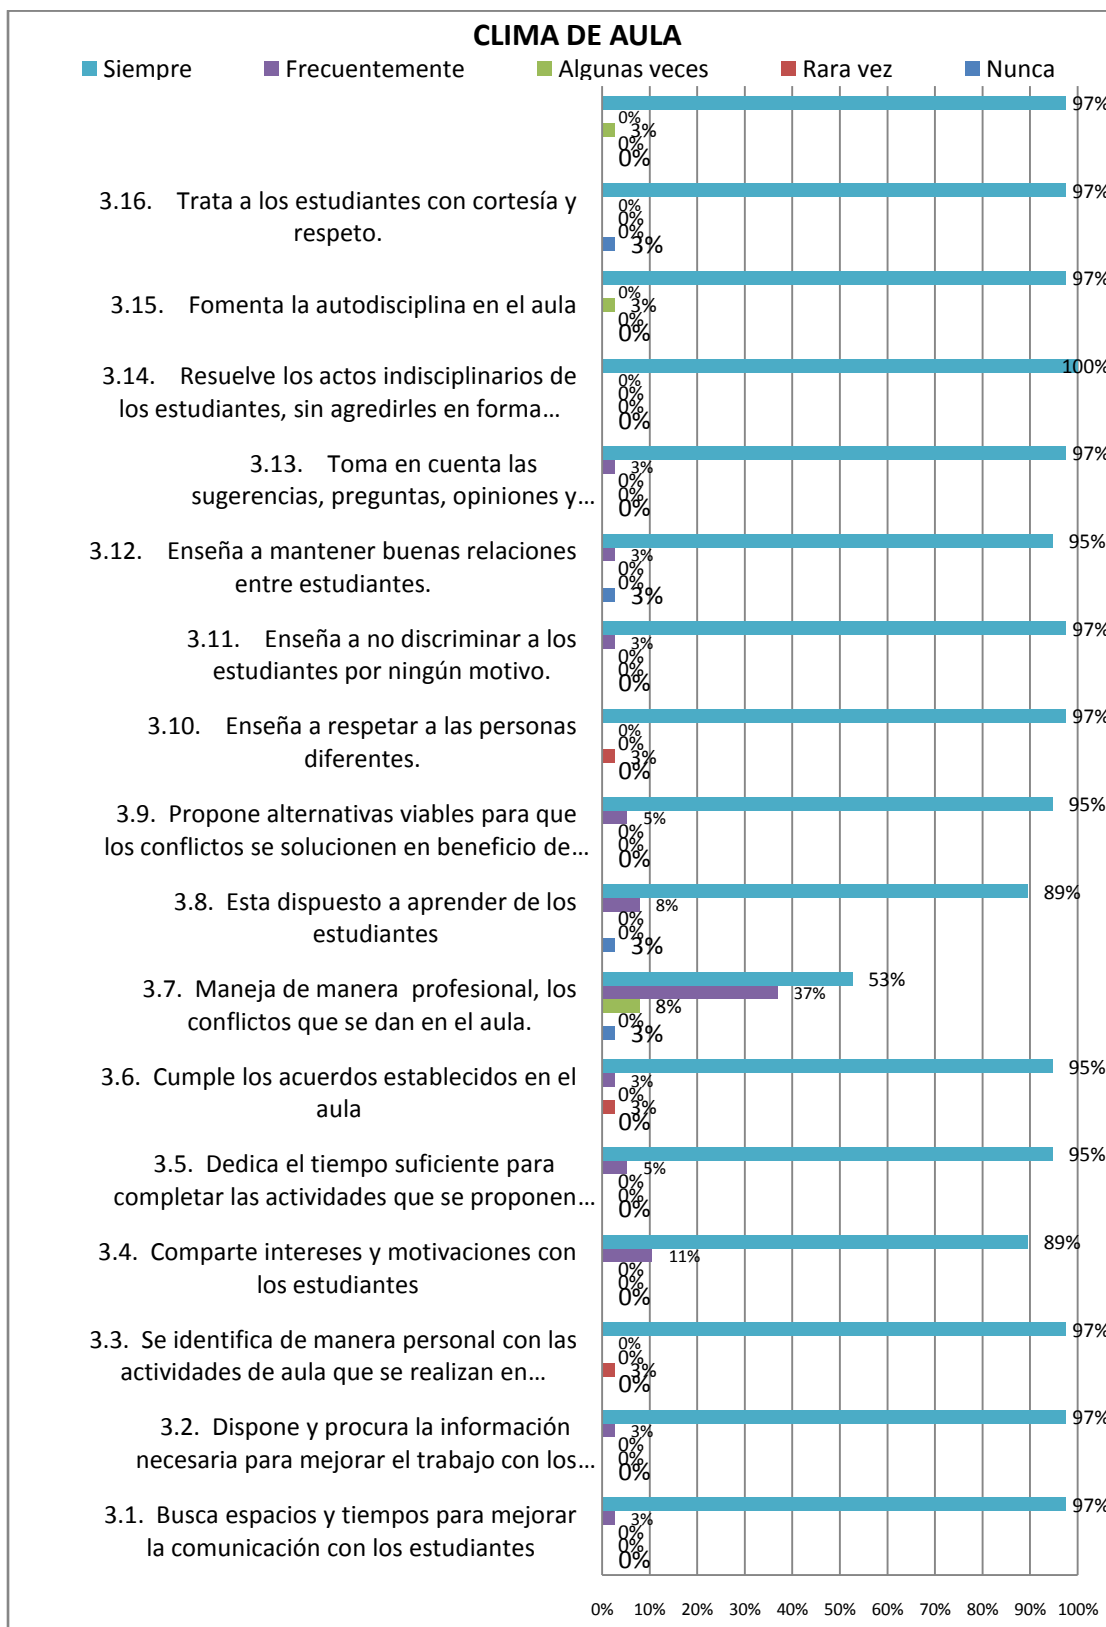 CLIMA DE AULA
Siempre Frecuentemente Algunas veces Rara vez Nunca
97%
0%
3%
0%
0%
3.16. Trata a los estudiantes con cortesía y
respeto.
97%
0%
0%
0%
3%
3.15. Fomenta la autodisciplina en el aula
97%
0%
3%
0%
0%
3.14. Resuelve los actos indisciplinarios de
los estudiantes, sin agredirles en forma…
100%
0%
0%
0%
0%
3.13. Toma en cuenta las
sugerencias, preguntas, opiniones y…
97%
3%
0%
0%
0%
3.12. Enseña a mantener buenas relaciones
entre estudiantes.
95%
3%
0%
0%
3%
3.11. Enseña a no discriminar a los
estudiantes por ningún motivo.
97%
3%
0%
0%
0%
3.10. Enseña a respetar a las personas
diferentes.
97%
0%
0%
3%
0%
3.9. Propone alternativas viables para que
los conflictos se solucionen en beneficio de…
95%
5%
0%
0%
0%
3.8. Esta dispuesto a aprender de los
estudiantes
89%
8%
0%
0%
3%
3.7. Maneja de manera profesional, los
conflictos que se dan en el aula.
53%
37%
8%
0%
3%
3.6. Cumple los acuerdos establecidos en el
aula
95%
3%
0%
3%
0%
3.5. Dedica el tiempo suficiente para
completar las actividades que se proponen…
95%
5%
0%
0%
0%
3.4. Comparte intereses y motivaciones con
los estudiantes
89%
11%
0%
0%
0%
3.3. Se identifica de manera personal con las
actividades de aula que se realizan en…
97%
0%
0%
3%
0%
3.2. Dispone y procura la información
necesaria para mejorar el trabajo con los…
97%
3%
0%
0%
0%
3.1. Busca espacios y tiempos para mejorar
la comunicación con los estudiantes
97%
3%
0%
0%
0%
0% 10% 20% 30% 40% 50% 60% 70% 80% 90% 100%